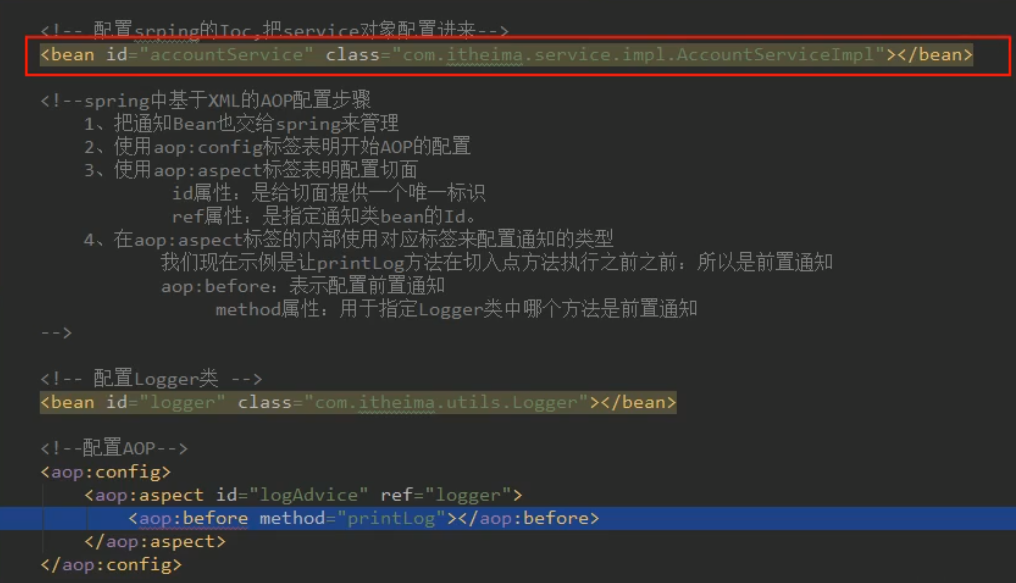 <!-- 配置srping的Ioc,把service对象配置进来-->
<bean id="accountService" class="com.itheima.service.impl.AccountServiceImpl"></bean>
<!--spring中基于XML的AOP配置步骤
1、把通知Bean也交给spring来管理
2、使用aop:config标签表明开始AOP的配置
3、使用aop:aspect标签表明配置切面
id属性：是给切面提供一个唯一标识
ref属性：是指定通知类bean的Id。
4、在aop:aspect标签的内部使用对应标签来配置通知的类型
我们现在示例是让printLog方法在切入点方法执行之前之前：所以是前置通知
aop:before：表示配置前置通知
method属性：用于指定Logger类中哪个方法是前置通知
-->
<!-- 配置Logger类 -->
<bean id="logger" class="com.itheima.utils.Logger"></bean>
<!--配置AOP-->
<aop:config>
<aop:aspect id="logAdvice" ref="logger">
<aop:before method="printLog"></aop:before>
</aop:aspect>
</aop:config>